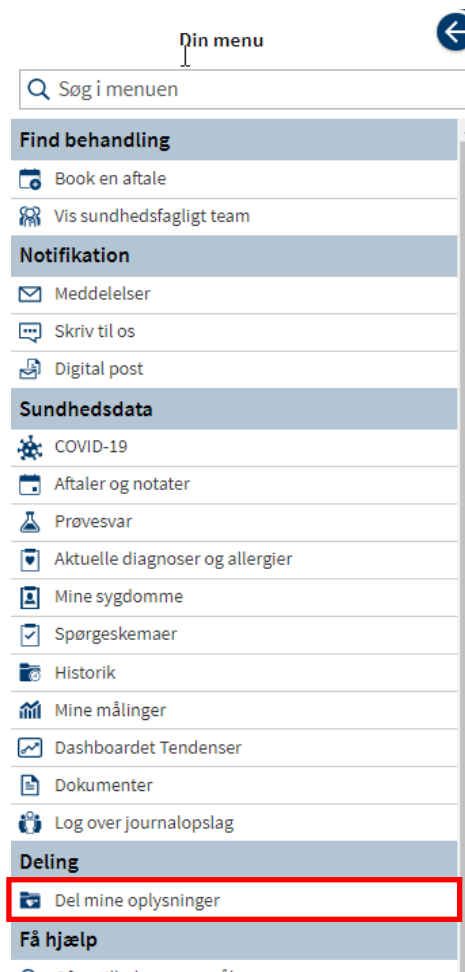 Din menu
Søg i menuen
Find behandling
Book en aftale
Vis sundhedsfagligt team
Notifikation
Meddelelser
Skriv til os
Digital post
Sundhedsdata
COVID-19
Aftaler og notater
Prøvesvar
Aktuelle diagnoser og allergier
Mine sygdomme
Spørgeskemaer
Historik
Mine målinger
Dashboardet Tendenser
Dokumenter
Log over journalopslag
Deling
Del mine oplysninger
Få hjælp